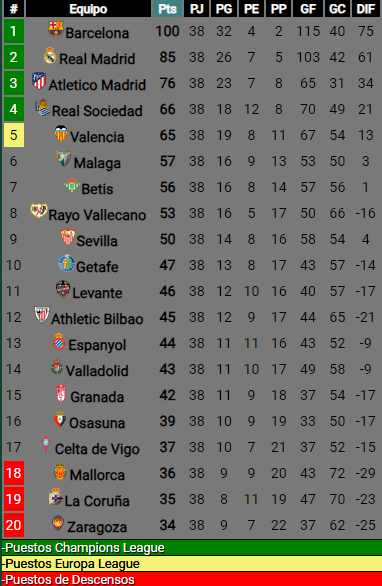 # Equipo Pts PJ PG PE PP GF GC DIF
1 Barcelona 100 38 32 4 2 115 40 75
2 Real Madrid 85 38 26 7 5 103 42 61
3 Atletico Madrid 76 38 23 7 8 65 31 34
4 Real Sociedad 66 38 18 12 8 70 49 21
5 Valencia 65 38 19 8 11 67 54 13
6 Malaga 57 38 16 9 13 53 50 3
7 Betis 56 38 16 8 14 57 56 1
8 Rayo Vallecano 53 38 16 5 17 50 66 -16
9 Sevilla 50 38 14 8 16 58 54 4
10 Getafe 47 38 13 8 17 43 57 -14
11 Levante 46 38 12 10 16 40 57 -17
12 Athletic Bilbao 45 38 12 9 17 44 65 -21
13 Espanyol 44 38 11 11 16 43 52 -9
14 Valladolid 43 38 11 10 17 49 58 -9
15 Granada 42 38 11 9 18 37 54 -17
16 Osasuna 39 38 10 9 19 33 50 -17
17 Celta de Vigo 37 38 10 7 21 37 52 -15
18 Mallorca 36 38 9 9 20 43 72 -29
19 La Coruña 35 38 8 11 19 47 70 -23
20 Zaragoza 34 38 9 7 22 37 62 -25
-Puestos Champions League
-Puestos Europa League
-Puestos de Descensos